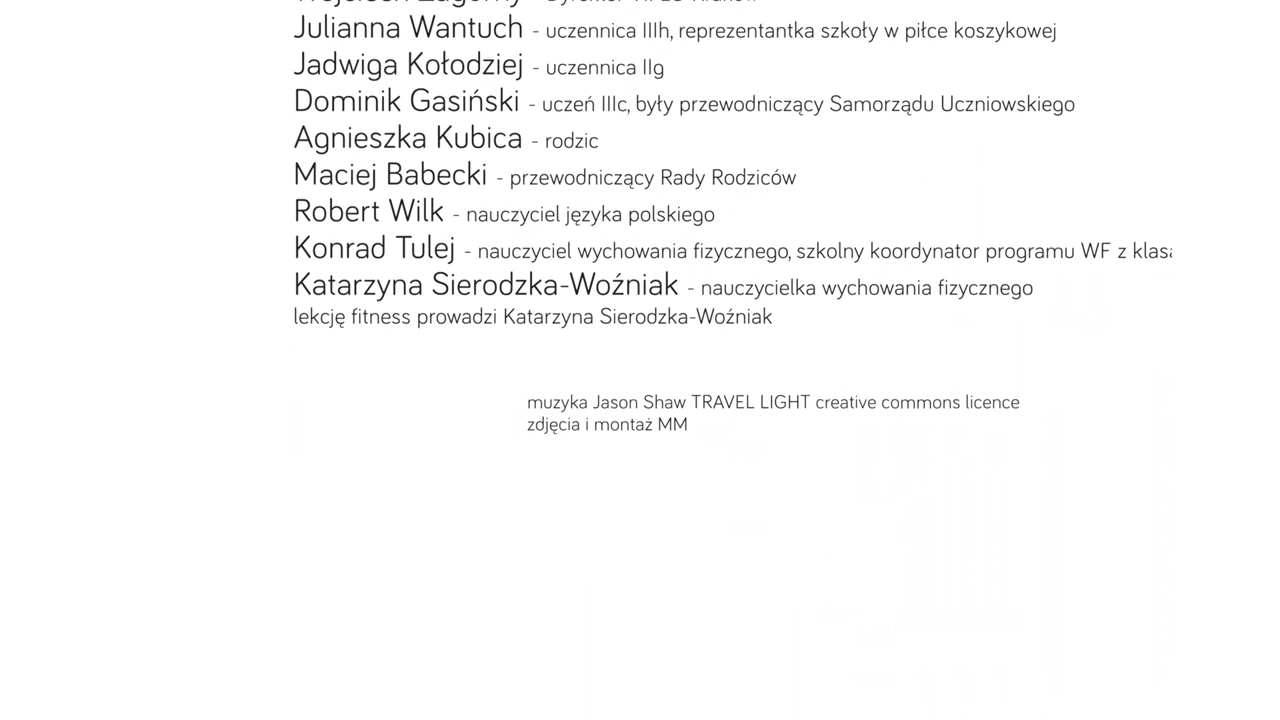 Julianna Wantuch - uczennica IIIh, reprezentantka szkoły w piłce koszykowej
Jadwiga Kołodziej - uczennica IIg
Dominik Gasiński - uczeń IIIc, były przewodniczący Samorządu Uczniowskiego
Agnieszka Kubica - rodzic
Maciej Babecki - przewodniczący Rady Rodziców
Robert Wilk - nauczyciel języka polskiego
Konrad Tulej - nauczyciel wychowania fizycznego, szkolny koordynator programu WF z klas
Katarzyna Sierodzka-Woźniak - nauczycielka wychowania fizycznego
lekcję fitness prowadzi Katarzyna Sierodzka-Woźniak
muzyka Jason Shaw TRAVEL LIGHT creative commons licence
zdjęcia i montaż MM